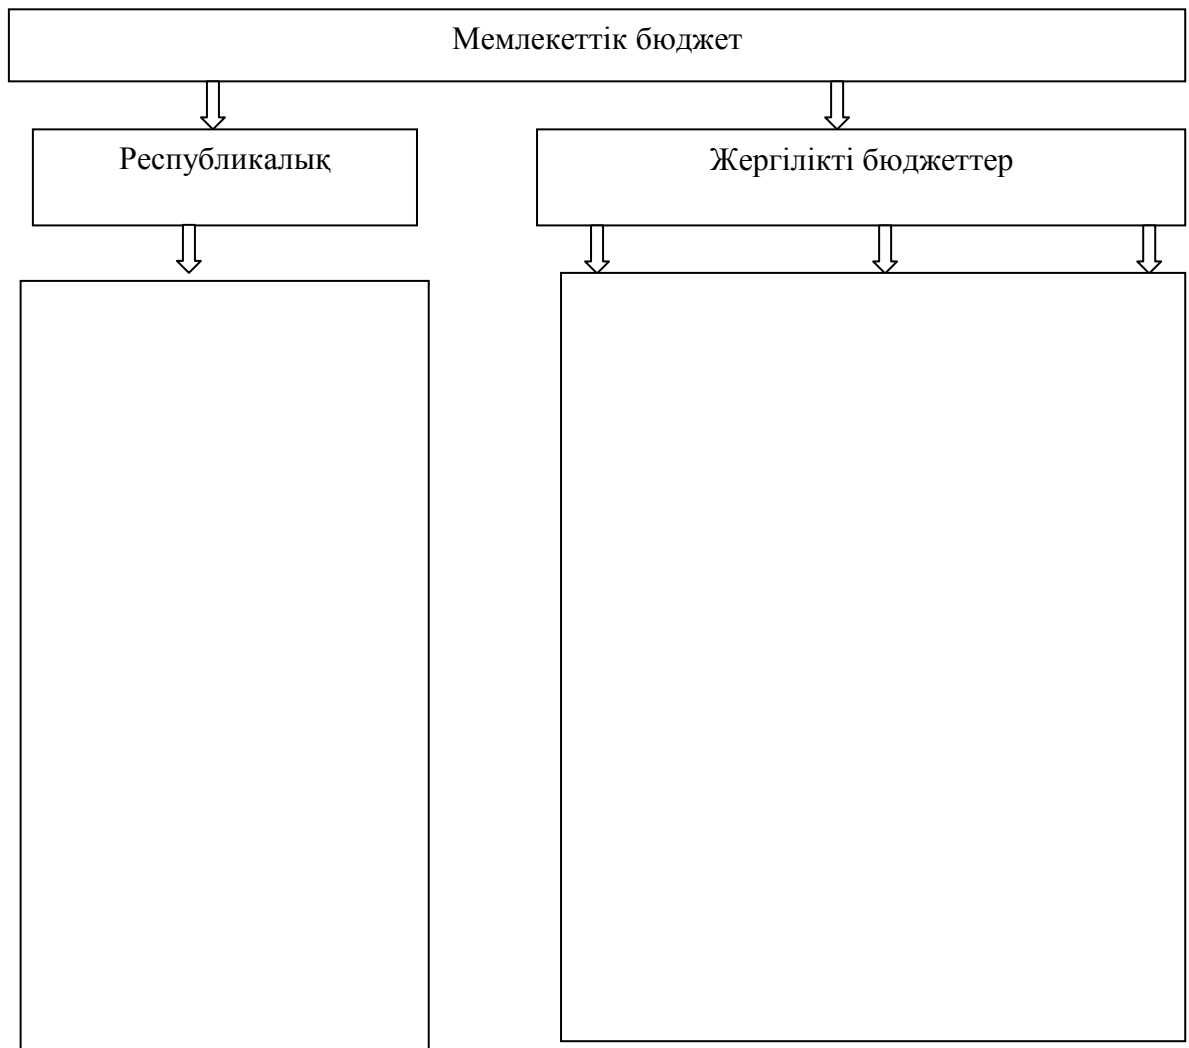 Мемлекеттік бюджет
Республикалық
Жергілікті бюджеттер